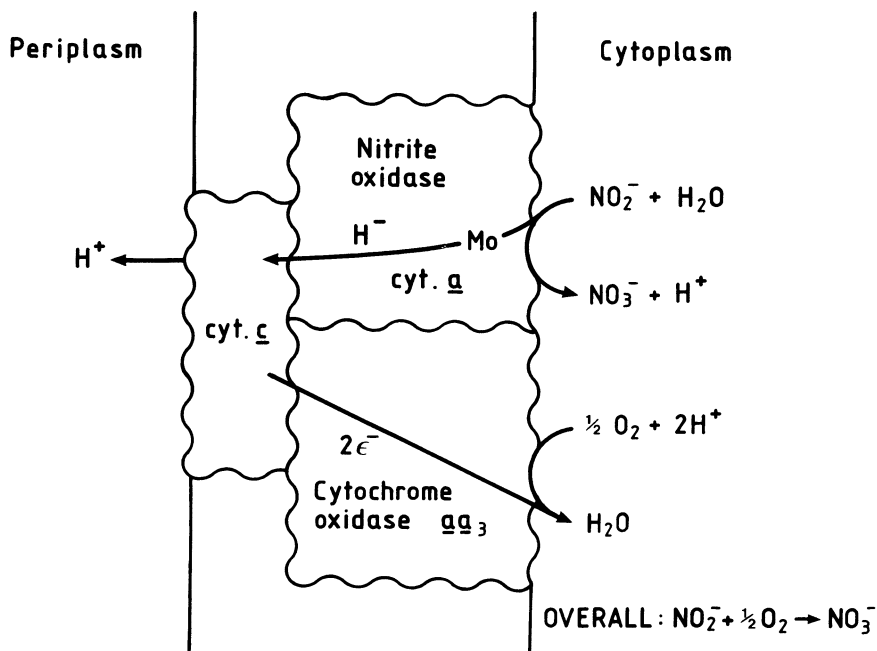 Periplasm
Cytoplasm
Nitrite
oxidase
NO₂⁻ + H₂O
H⁻
Mo
H⁺
cyt. a
NO₃⁻ + H⁺
cyt. c
½ O₂ + 2H⁺
2ϵ⁻
Cytochrome
oxidase aa₃
H₂O
OVERALL: NO₂⁻ + ½ O₂ → NO₃⁻